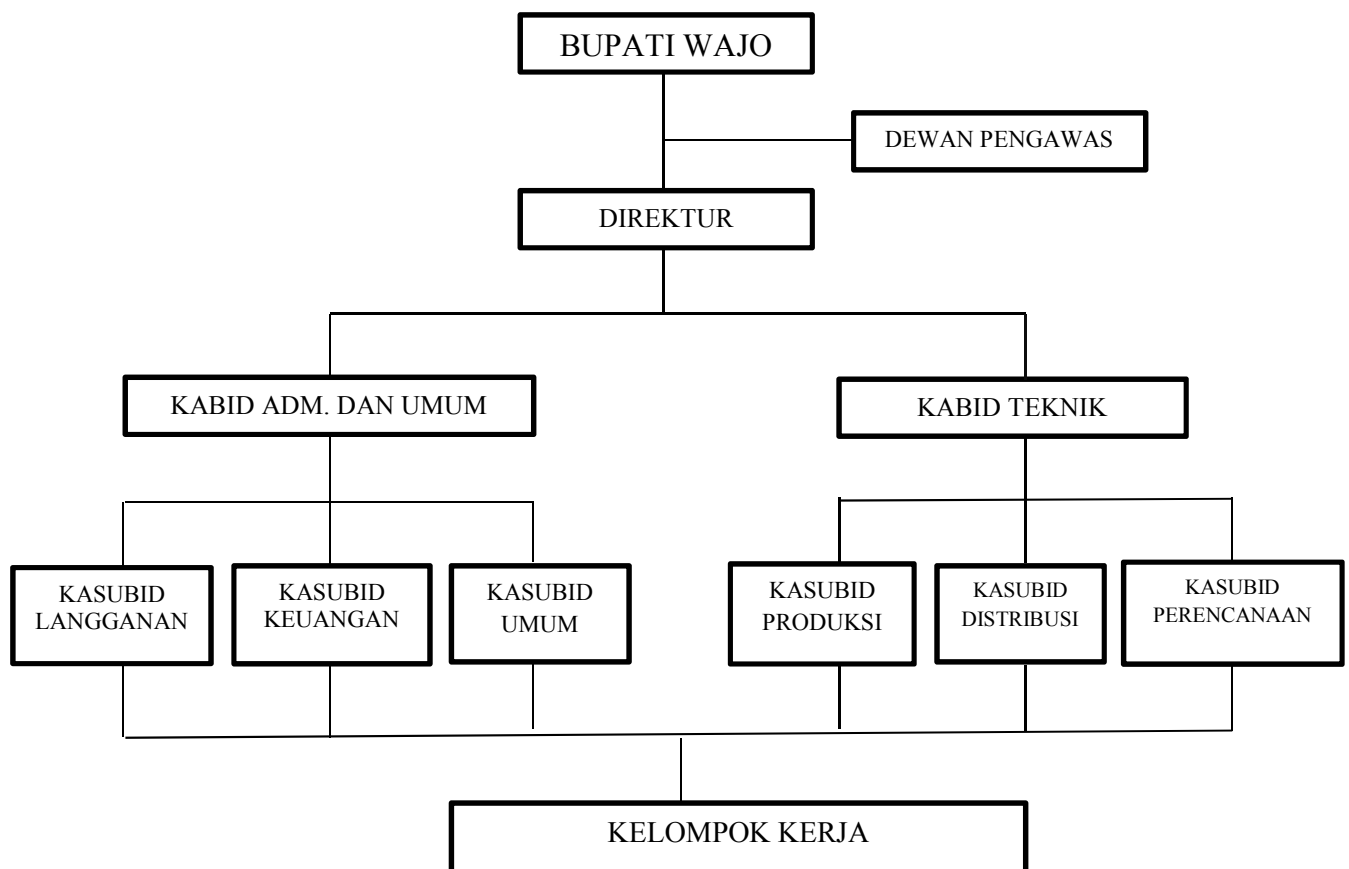 BUPATI WAJO
DEWAN PENGAWAS
DIREKTUR
KABID ADM. DAN UMUM
KABID TEKNIK
KASUBID
LANGGANAN
KASUBID
KEUANGAN
KASUBID
UMUM
KASUBID
PRODUKSI
KASUBID
DISTRIBUSI
KASUBID
PERENCANAAN
KELOMPOK KERJA